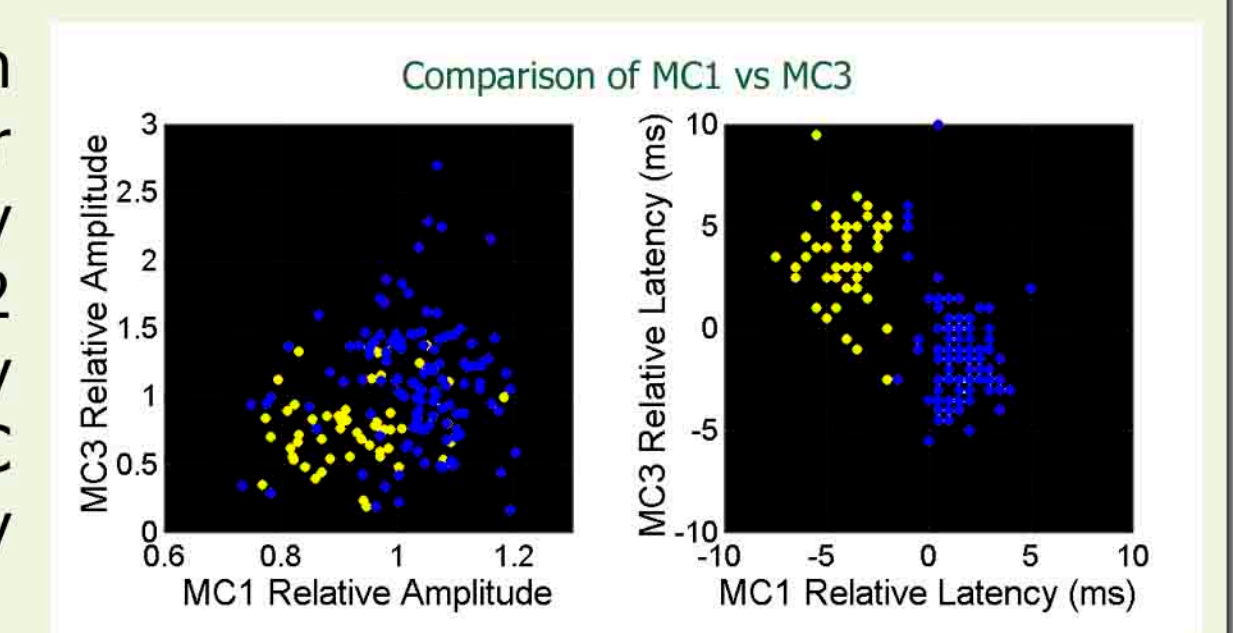 n
r
y
2
y
C
y
Comparison of MC1 vs MC3
MC3 Relative Amplitude
3
2.5
2
1.5
1
0.5
0
0.6 0.8 1 1.2
MC1 Relative Amplitude
MC3 Relative Latency (ms)
10
5
0
-5
-10
-10 -5 0 5 10
MC1 Relative Latency (ms)